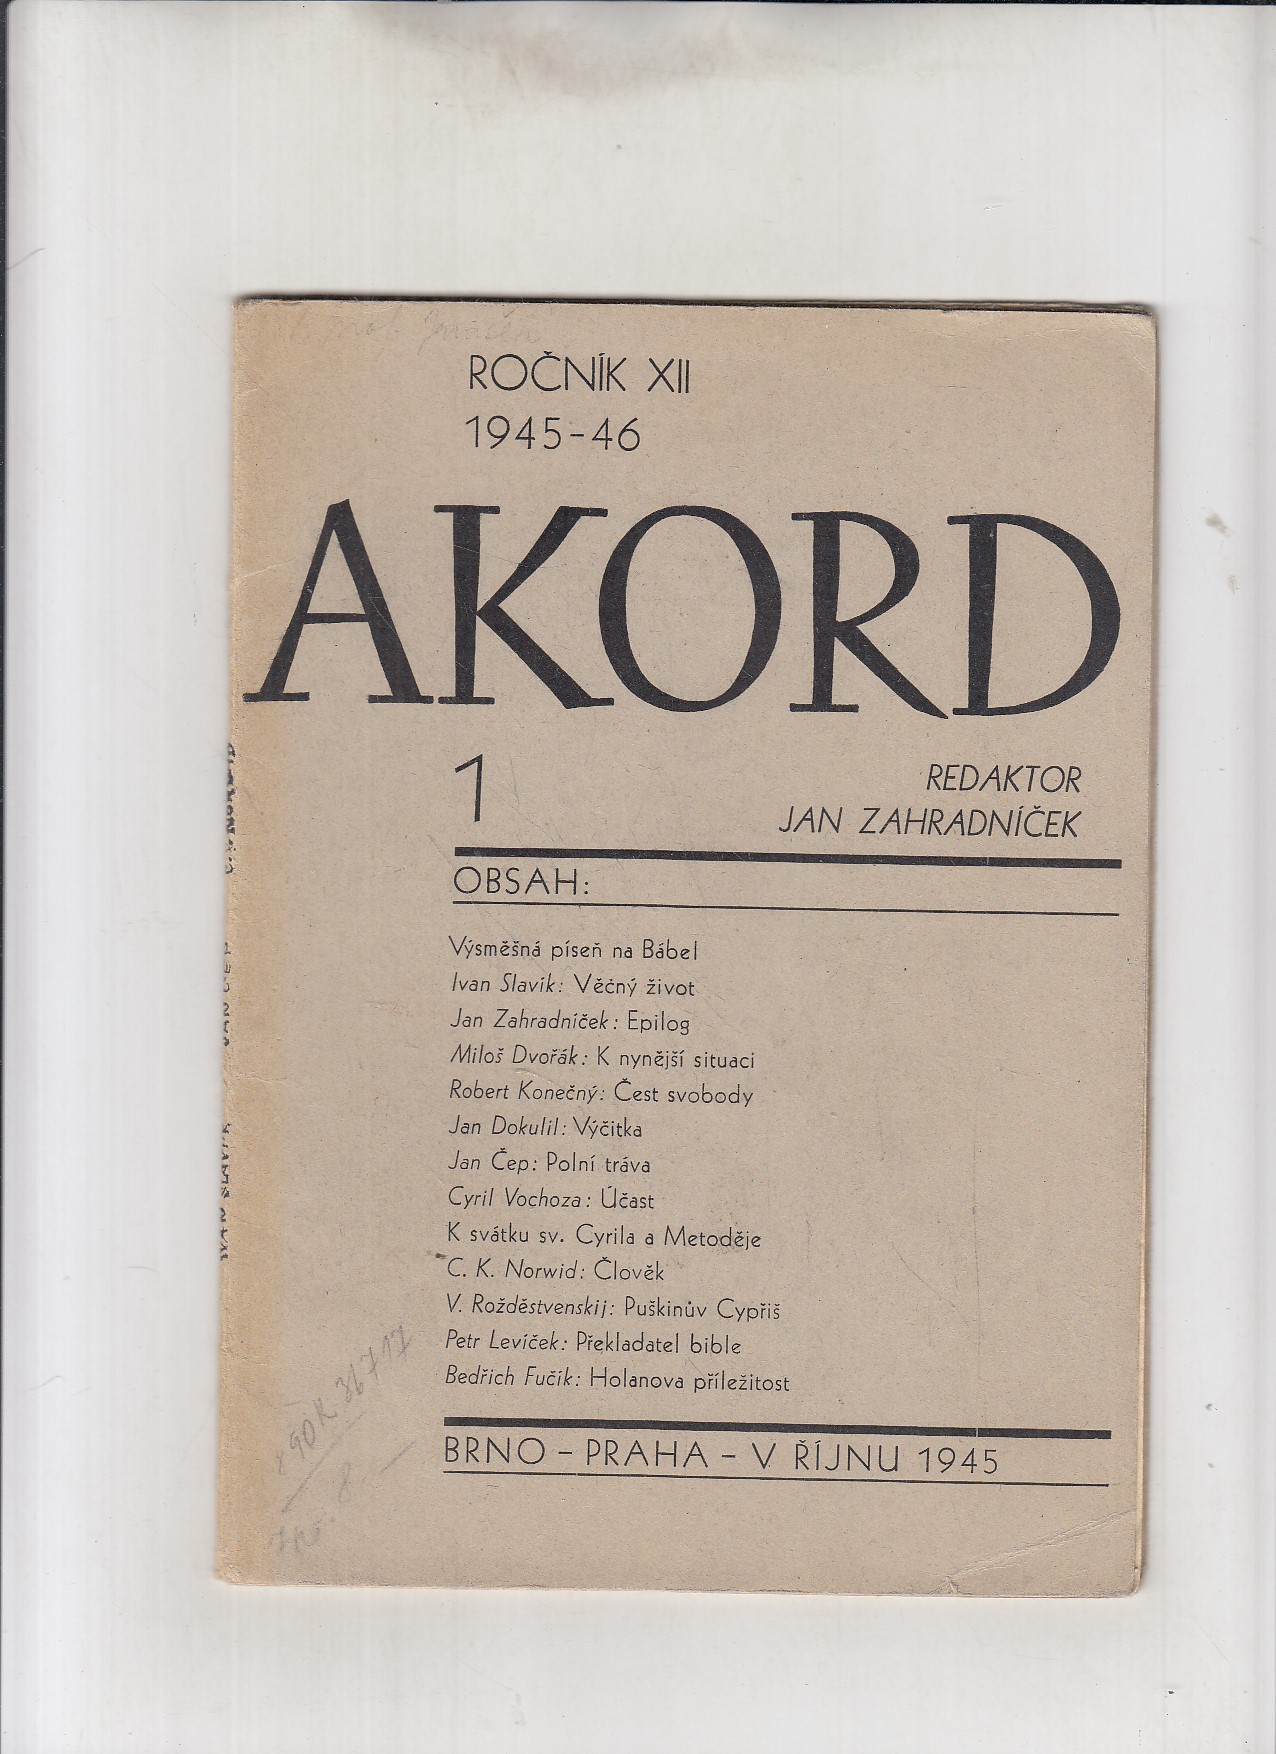 ROČNÍK XII
1945-46
AKORD
1
REDAKTOR
JAN ZAHRADNÍČEK
OBSAH:
Výsměšná píseň na Bábel
Ivan Slavík: Věčný život
Jan Zahradníček: Epilog
Miloš Dvořák: K nynější situaci
Robert Konečný: Čest svobody
Jan Dokulil: Výčitka
Jan Čep: Polní tráva
Cyril Vochoza: Účast
K svátku sv. Cyrila a Metoděje
C. K. Norwid: Člověk
V. Rožděstvenskij: Puškinův Cypřiš
Petr Levíček: Překladatel bible
Bedřich Fučík: Holanova příležitost
BRNO – PRAHA – V ŘÍJNU 1945